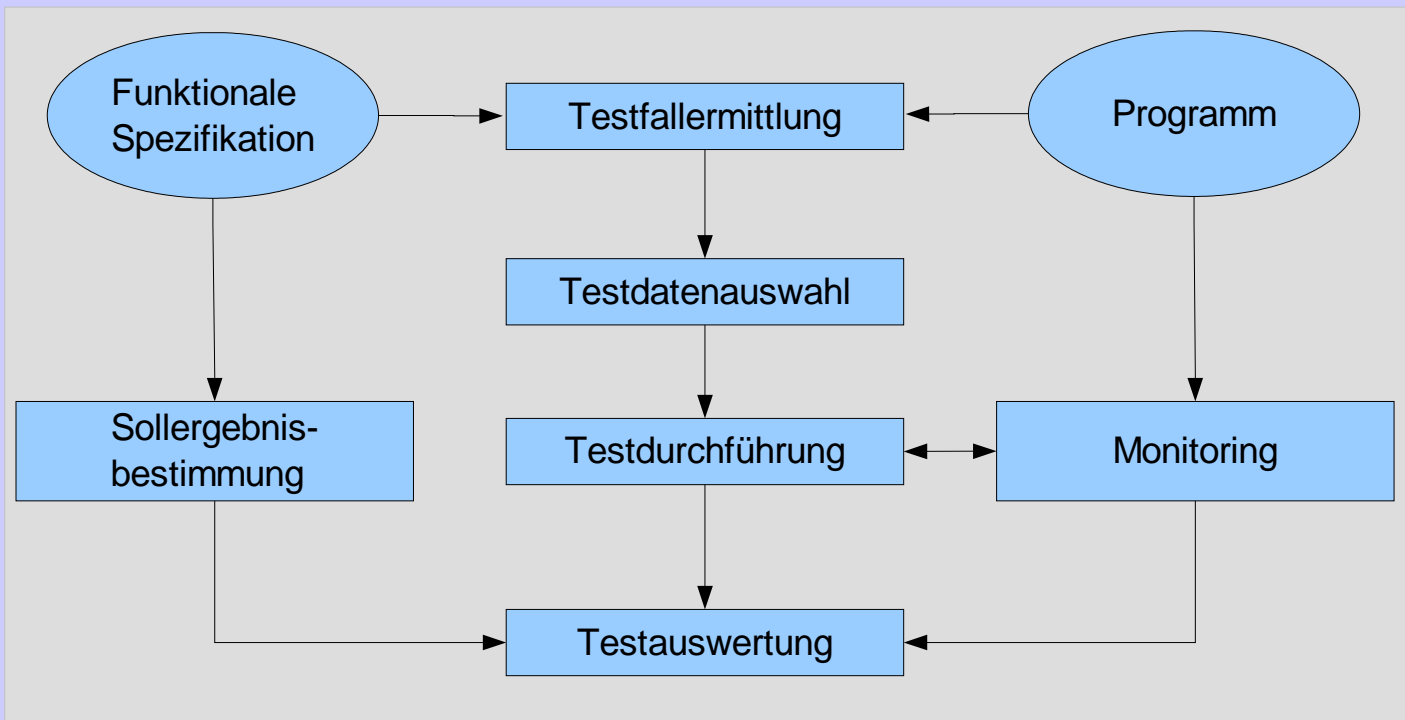 Funktionale
Spezifikation
Testfallermittlung
Programm
Testdatenauswahl
Sollergebnis-
bestimmung
Testdurchführung
Monitoring
Testauswertung